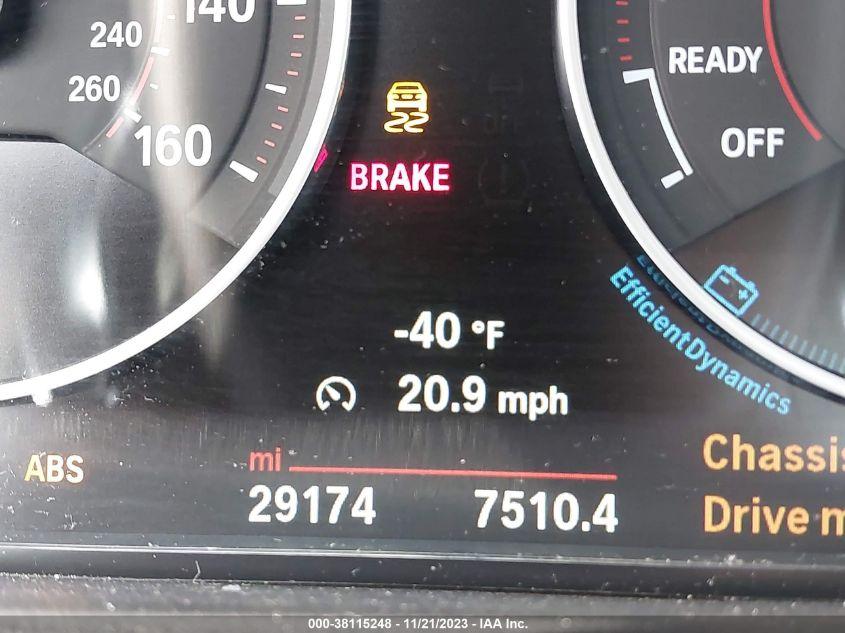 140
240
260
160
READY
OFF
BRAKE
OFF
-40 °F
20.9 mph
EfficientDynamics
ABS
mi
29174 7510.4
Chassis
Drive m
000-38115248 - 11/21/2023 - IAA Inc.